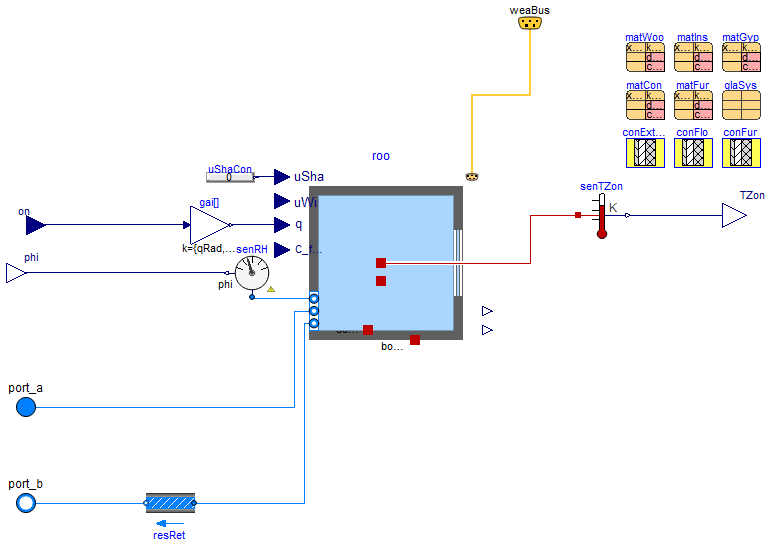 weaBus
matWoo
matIns
matGyp
x...
k...
x...
k...
x...
k...
d...
d...
d...
c...
c...
c...
matCon
matFur
glaSys
x...
k...
x...
k...
d...
d...
c...
c...
conExt...
conFlo
conFur
roo
uShaCon
0
uSha
uWi
senTZon
K
TZon
gai[]
on
q
k={qRad,...
senRH
C_f...
phi
phi
bo...
port_a
port_b
resRet